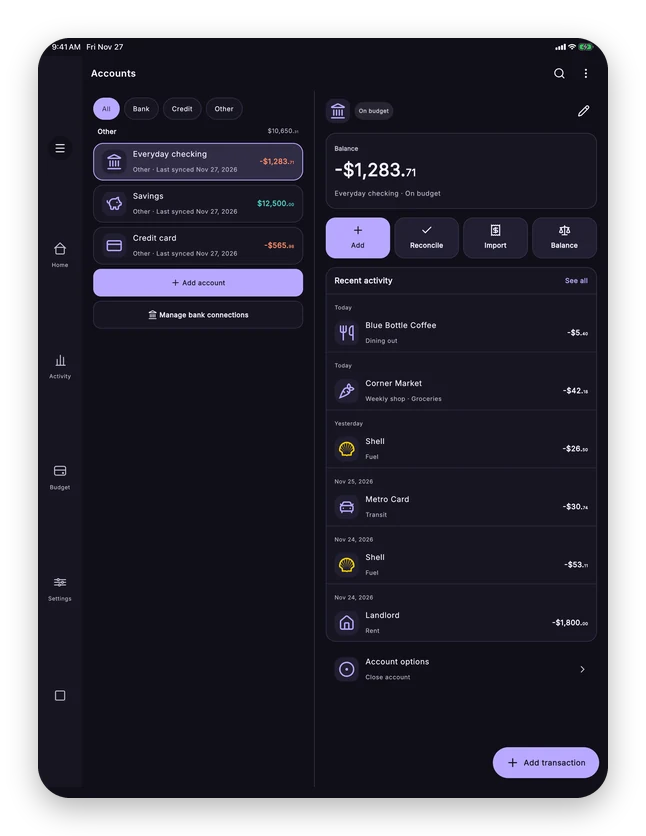 9:41 AM Fri Nov 27
Accounts
All
Bank
Credit
Other
Other
$10,650.21
Everyday checking
Other · Last synced Nov 27, 2026
-$1,283.71
Savings
Other · Last synced Nov 27, 2026
$12,500.00
Credit card
Other · Last synced Nov 27, 2026
-$565.
+ Add account
Manage bank connections
Home
Activity
Budget
Settings
On budget
Balance
-$1,283.71
Everyday checking · On budget
Add
Reconcile
Import
Balance
Recent activity
See all
Today
Blue Bottle Coffee
Dining out
-$5.40
Today
Corner Market
Weekly shop · Groceries
-$42.18
Yesterday
Shell
Fuel
-$26.50
Nov 25, 2026
Metro Card
Transit
-$30.74
Nov 24, 2026
Shell
Fuel
-$53.11
Nov 24, 2026
Landlord
Rent
-$1,800.00
Account options
Close account
+ Add transaction